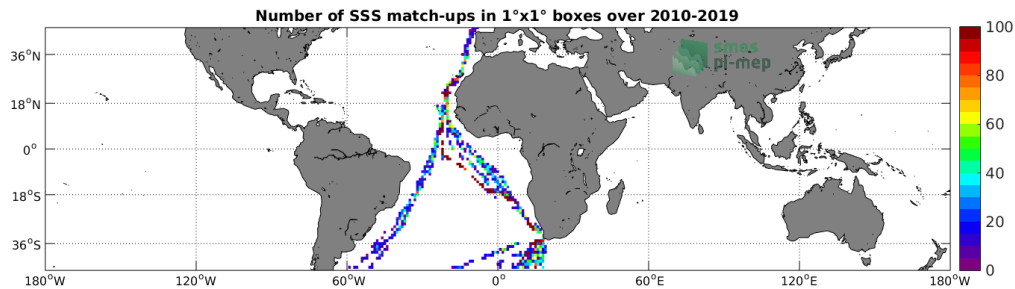 Number of SSS match-ups in 1°x1° boxes over 2010-2019
36°N
18°N
0°
18°S
36°S
180°W
120°W
60°W
0°
60°E
120°E
180°W
100
80
60
40
20
0
smos
pi-mep